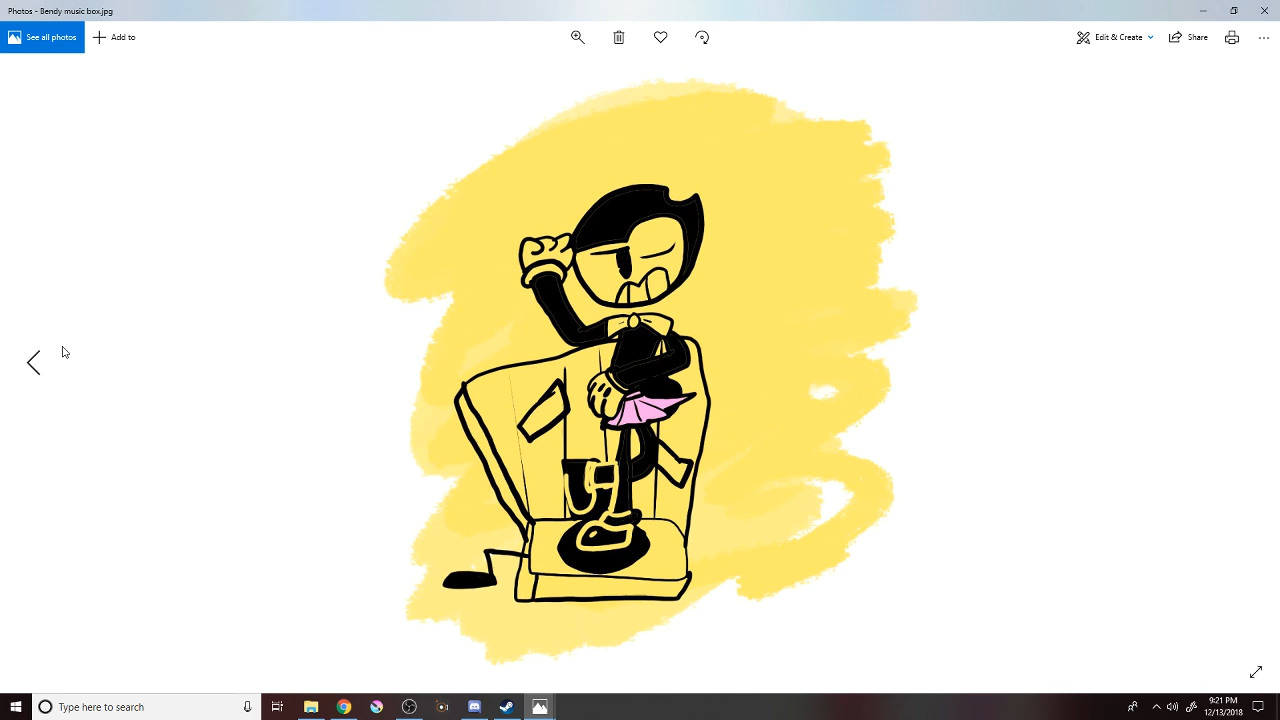 Photos - Bendy music box.jpg
See all photos
Add to
Edit & Create
Share
Type here to search
9:21 PM
12/13/2018